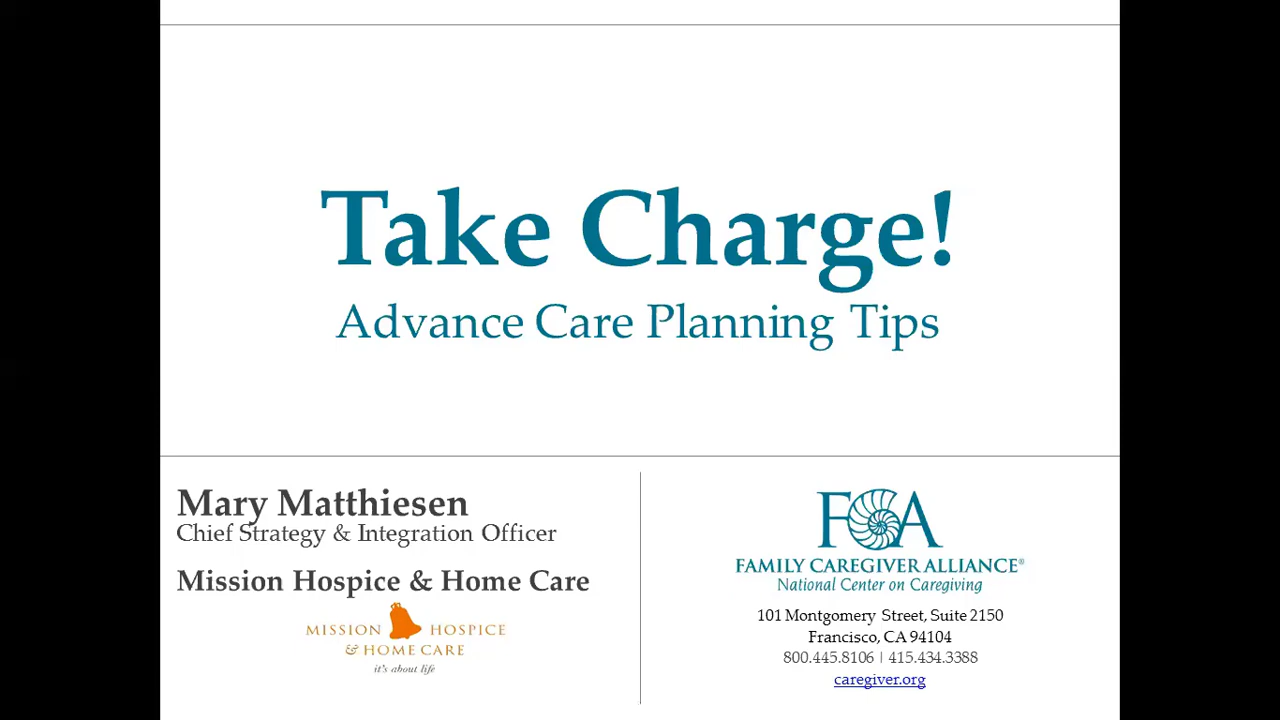 Take Charge!
Advance Care Planning Tips
Mary Matthiesen
Chief Strategy & Integration Officer
Mission Hospice & Home Care
MISSION HOSPICE
& HOME CARE
it's about life
FCA
FAMILY CAREGIVER ALLIANCE®
National Center on Caregiving
101 Montgomery Street, Suite 2150
Francisco, CA 94104
800.445.8106 | 415.434.3388
caregiver.org